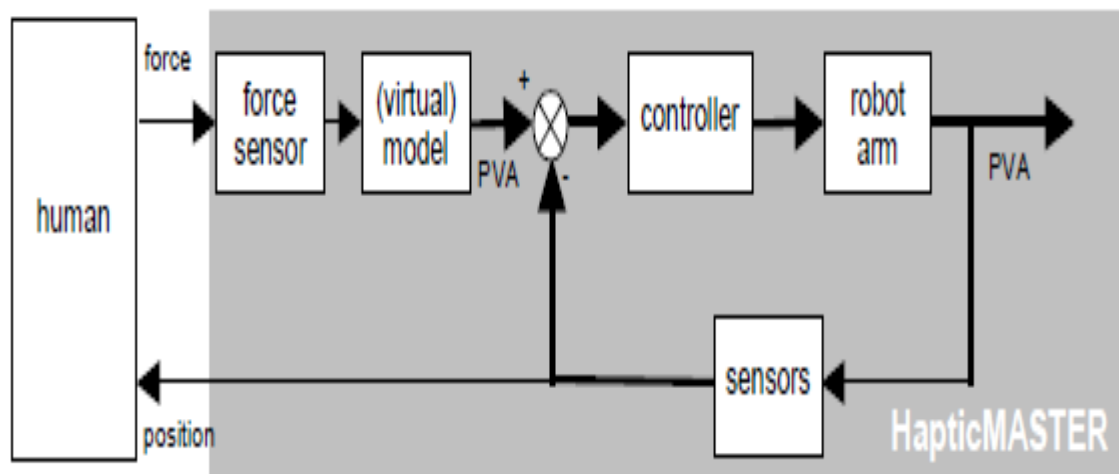 force
force
sensor
(virtual)
model
+
PVA
-
controller
robot
arm
PVA
human
sensors
position
HapticMASTER